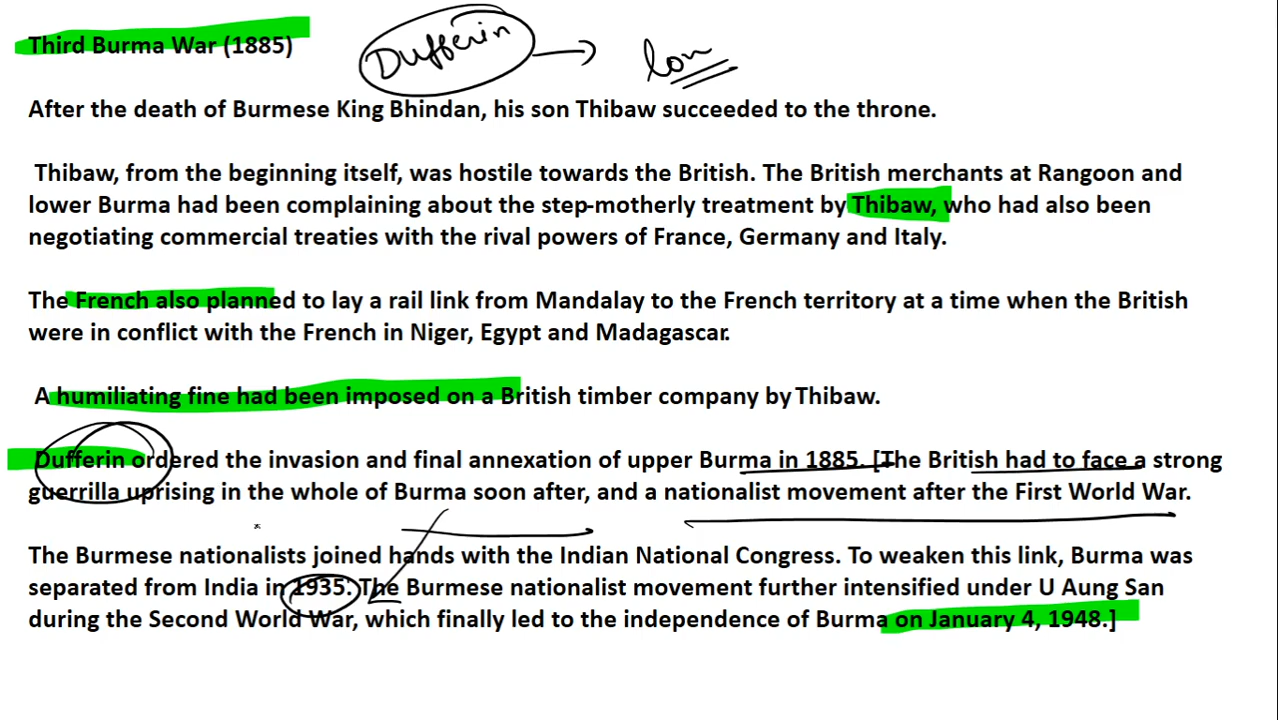 Third Burma War (1885)
Dufferin → low
After the death of Burmese King Bhindan, his son Thibaw succeeded to the throne.
Thibaw, from the beginning itself, was hostile towards the British. The British merchants at Rangoon and
lower Burma had been complaining about the step-motherly treatment by Thibaw, who had also been
negotiating commercial treaties with the rival powers of France, Germany and Italy.
The French also planned to lay a rail link from Mandalay to the French territory at a time when the British
were in conflict with the French in Niger, Egypt and Madagascar.
A humiliating fine had been imposed on a British timber company by Thibaw.
Dufferin ordered the invasion and final annexation of upper Burma in 1885. [The British had to face a strong
guerrilla uprising in the whole of Burma soon after, and a nationalist movement after the First World War.
The Burmese nationalists joined hands with the Indian National Congress. To weaken this link, Burma was
separated from India in 1935. The Burmese nationalist movement further intensified under U Aung San
during the Second World War, which finally led to the independence of Burma on January 4, 1948.]